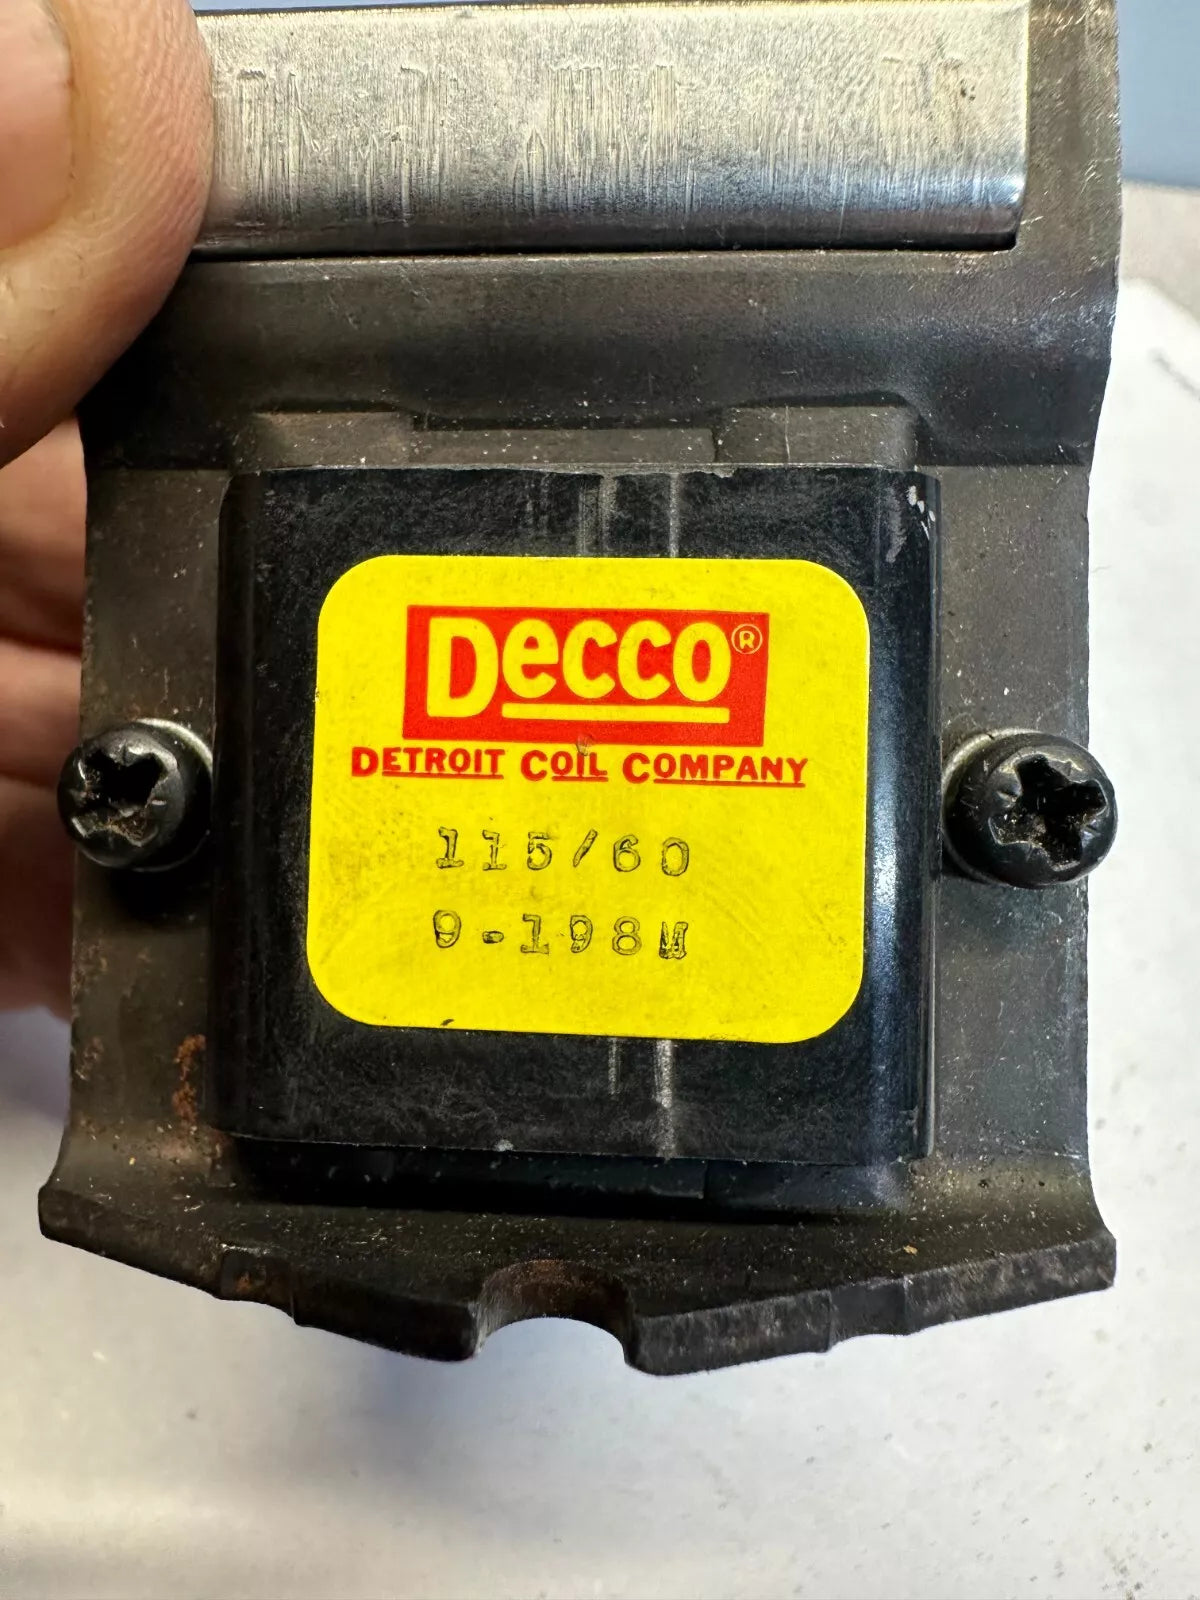 Decco®
DETROIT COIL COMPANY
115/60
9-198M